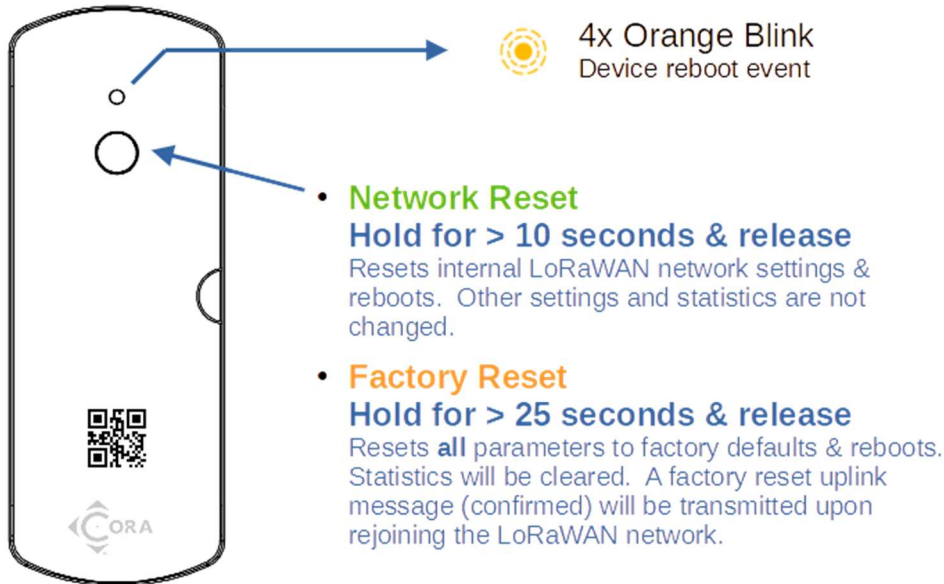 4x Orange Blink
Device reboot event
• Network Reset
Hold for > 10 seconds & release
Resets internal LoRaWAN network settings &
reboots. Other settings and statistics are not
changed.
• Factory Reset
Hold for > 25 seconds & release
Resets all parameters to factory defaults & reboots.
Statistics will be cleared. A factory reset uplink
message (confirmed) will be transmitted upon
rejoining the LoRaWAN network.
CORA